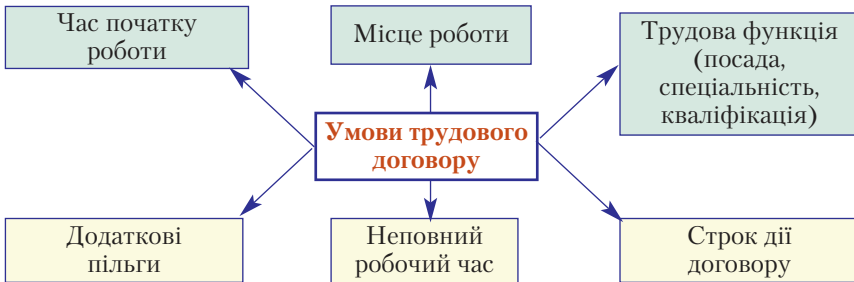 Час початку
роботи
Місце роботи
Трудова функція
(посада,
спеціальність,
кваліфікація)
Умови трудового
договору
Додаткові
пільги
Неповний
робочий час
Строк дії
договору